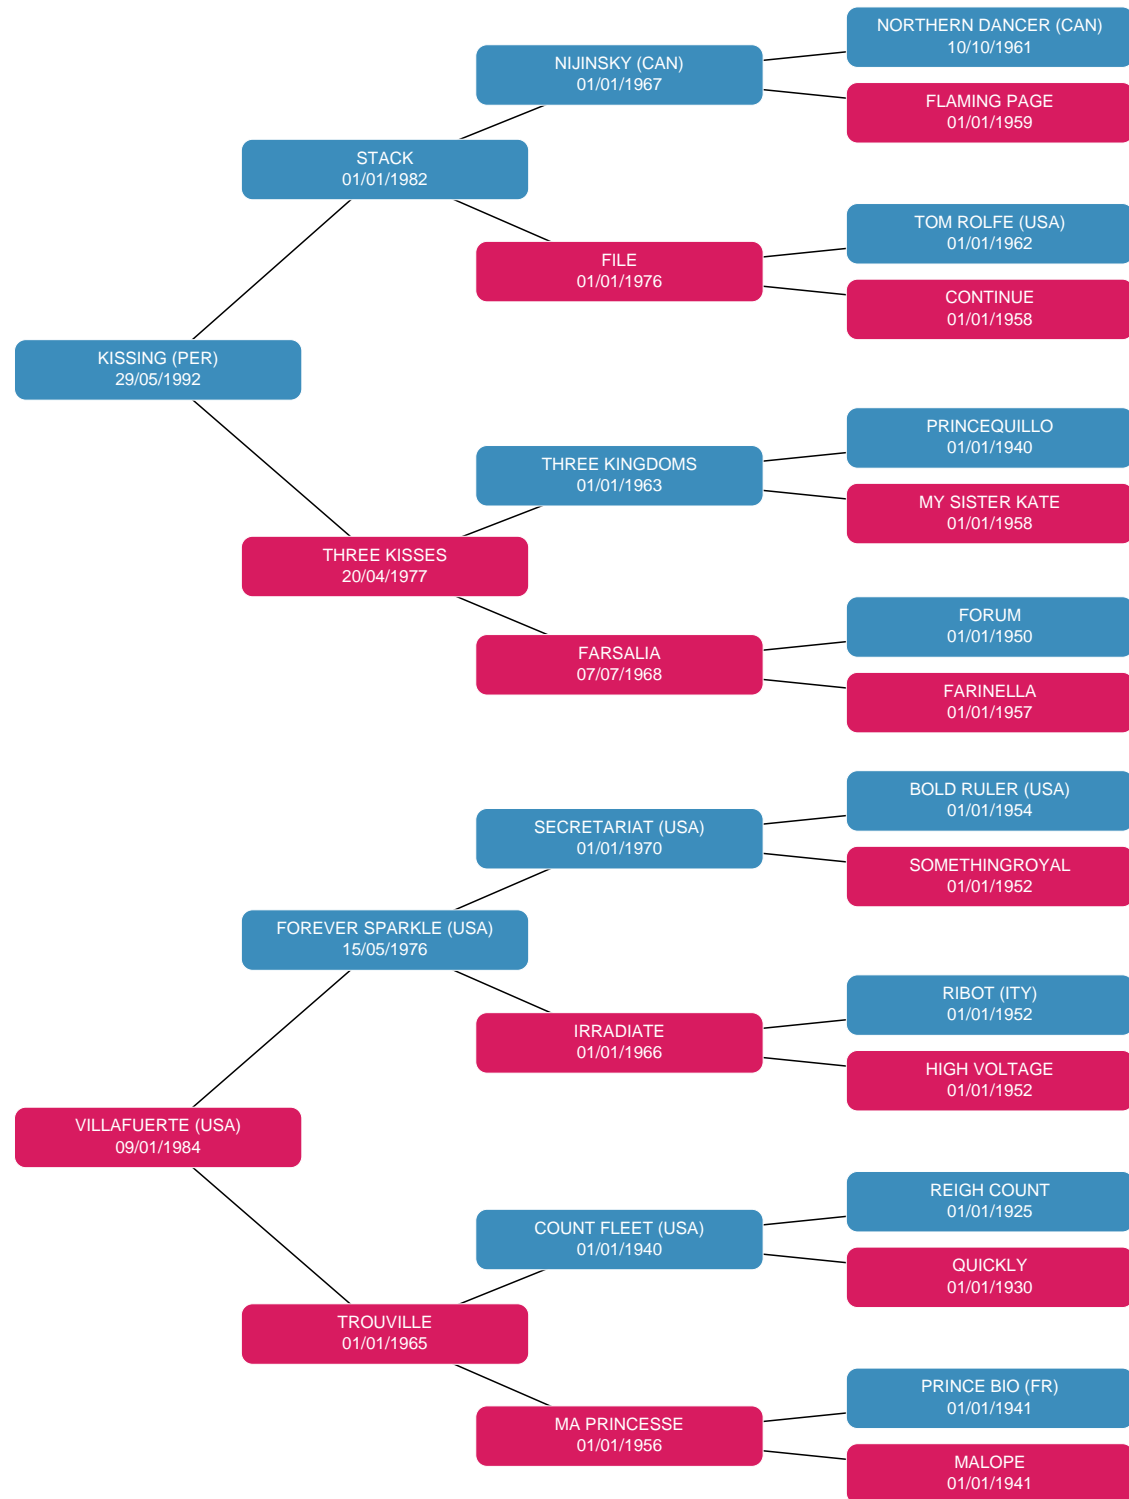 NORTHERN DANCER (CAN)
10/10/1961
NIJINSKY (CAN)
01/01/1967
FLAMING PAGE
01/01/1959
STACK
01/01/1982
TOM ROLFE (USA)
01/01/1962
FILE
01/01/1976
CONTINUE
01/01/1958
KISSING (PER)
29/05/1992
PRINCEQUILLO
01/01/1940
THREE KINGDOMS
01/01/1963
MY SISTER KATE
01/01/1958
THREE KISSES
20/04/1977
FORUM
01/01/1950
FARSALIA
07/07/1968
FARINELLA
01/01/1957
BOLD RULER (USA)
01/01/1954
SECRETARIAT (USA)
01/01/1970
SOMETHINGROYAL
01/01/1952
FOREVER SPARKLE (USA)
15/05/1976
RIBOT (ITY)
01/01/1952
IRRADIATE
01/01/1966
HIGH VOLTAGE
01/01/1952
VILLAFUERTE (USA)
09/01/1984
REIGH COUNT
01/01/1925
COUNT FLEET (USA)
01/01/1940
QUICKLY
01/01/1930
TROUVILLE
01/01/1965
PRINCE BIO (FR)
01/01/1941
MA PRINCESSE
01/01/1956
MALOPE
01/01/1941